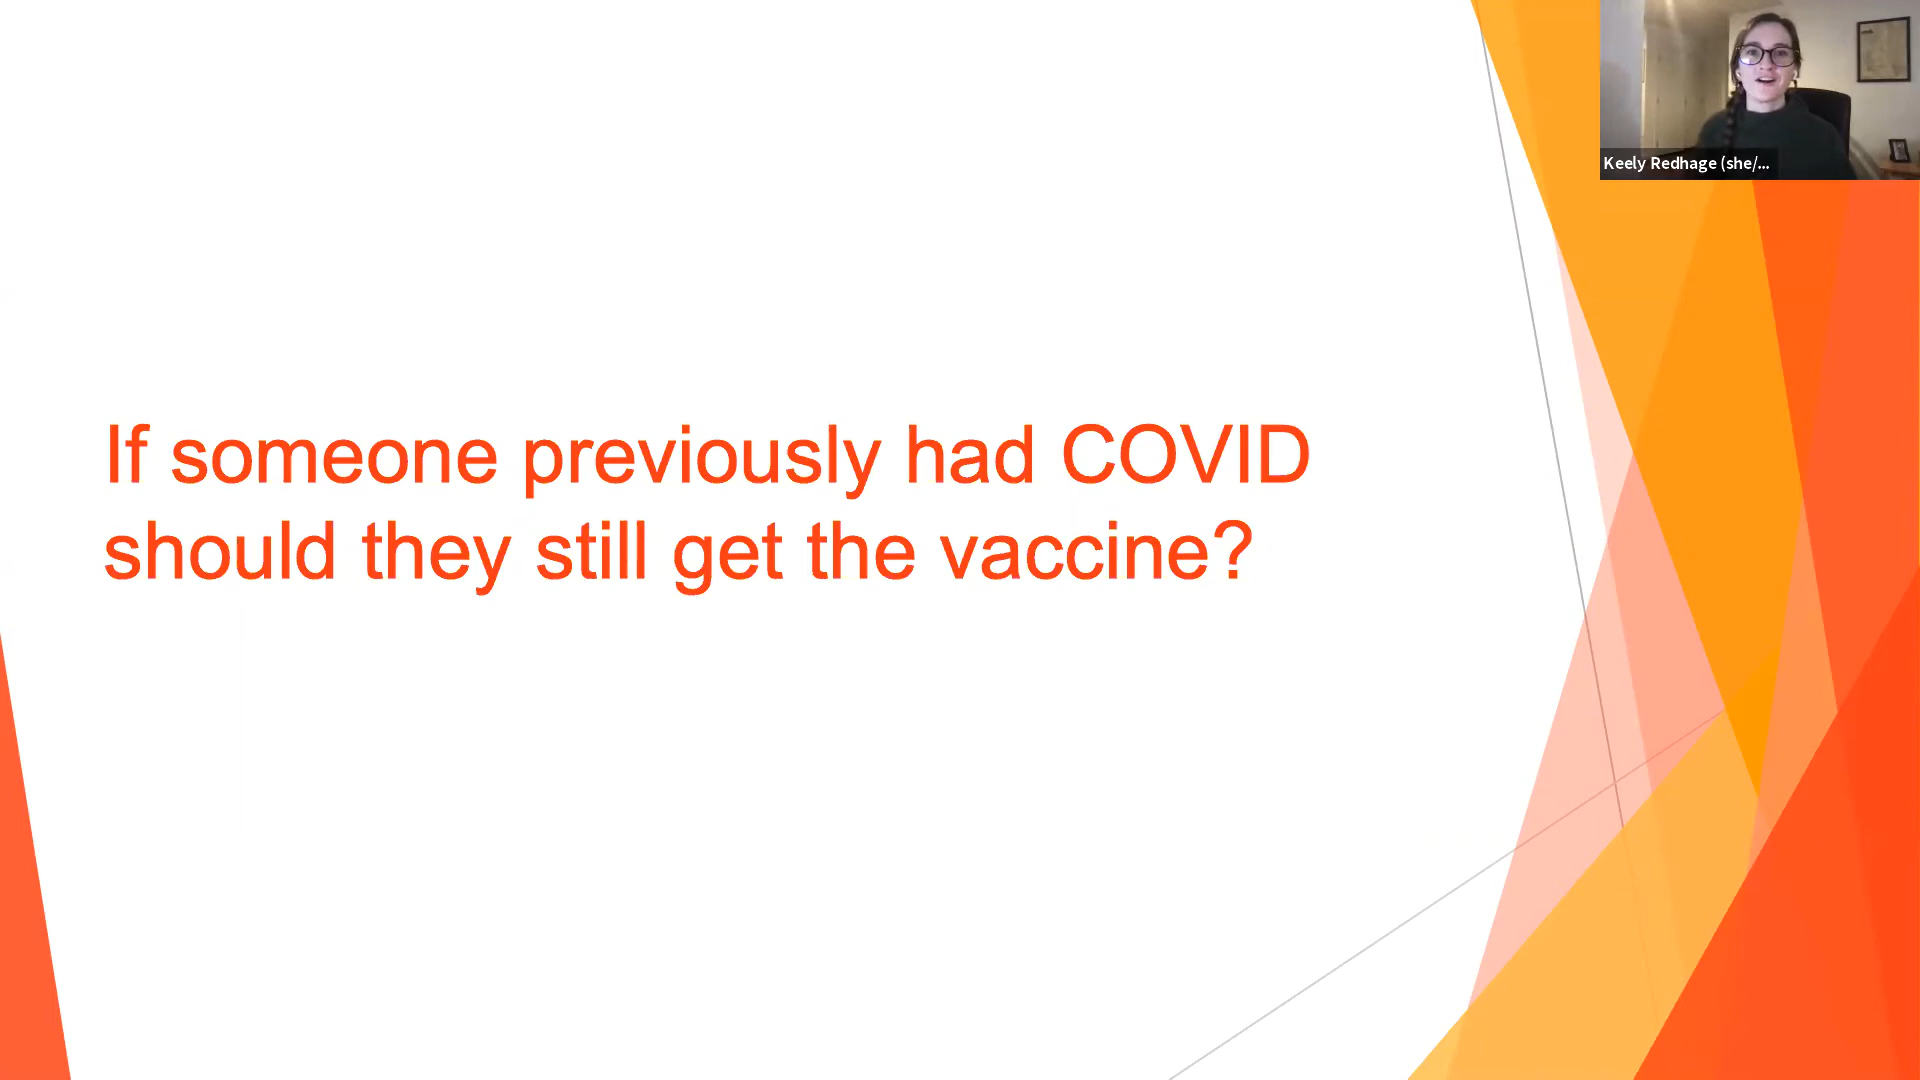 Keely Redhage (she/...
If someone previously had COVID
should they still get the vaccine?